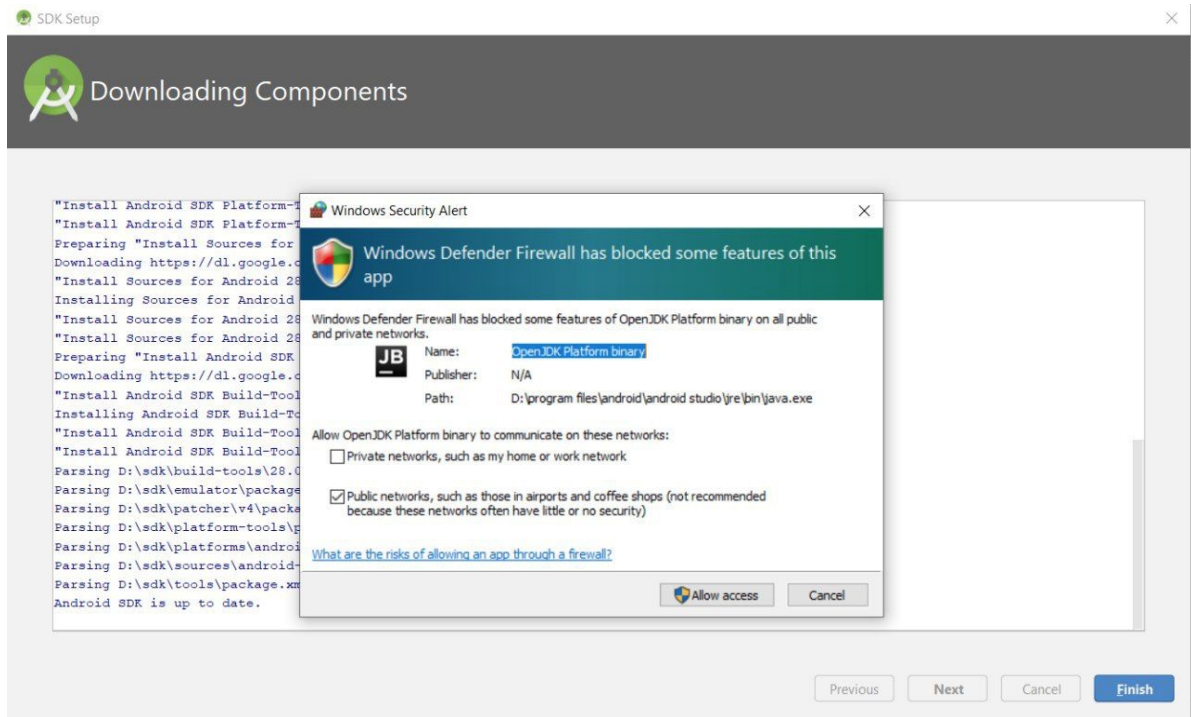 SDK Setup
Downloading Components
"Install Android SDK Platform-T
"Install Android SDK Platform-T
Preparing "Install Sources for
Downloading https://dl.google.c
"Install Sources for Android 28
Installing Sources for Android
"Install Sources for Android 28
"Install Sources for Android 28
Preparing "Install Android SDK
Downloading https://dl.google.c
"Install Android SDK Build-Tool
Installing Android SDK Build-To
"Install Android SDK Build-Tool
"Install Android SDK Build-Tool
Parsing D:\sdk\build-tools\28.0
Parsing D:\sdk\emulator\package
Parsing D:\sdk\patcher\v4\packa
Parsing D:\sdk\platform-tools\p
Parsing D:\sdk\platforms\androi
Parsing D:\sdk\sources\android-
Parsing D:\sdk\tools\package.xm
Android SDK is up to date.
Windows Security Alert
Windows Defender Firewall has blocked some features of this
app
Windows Defender Firewall has blocked some features of OpenJDK Platform binary on all public
and private networks.
JB
Name: OpenJDK Platform binary
Publisher: N/A
Path: D:\program files\android\android studio\jre\bin\java.exe
Allow OpenJDK Platform binary to communicate on these networks:
Private networks, such as my home or work network
Public networks, such as those in airports and coffee shops (not recommended
because these networks often have little or no security)
What are the risks of allowing an app through a firewall?
Allow access Cancel
Previous Next Cancel Finish